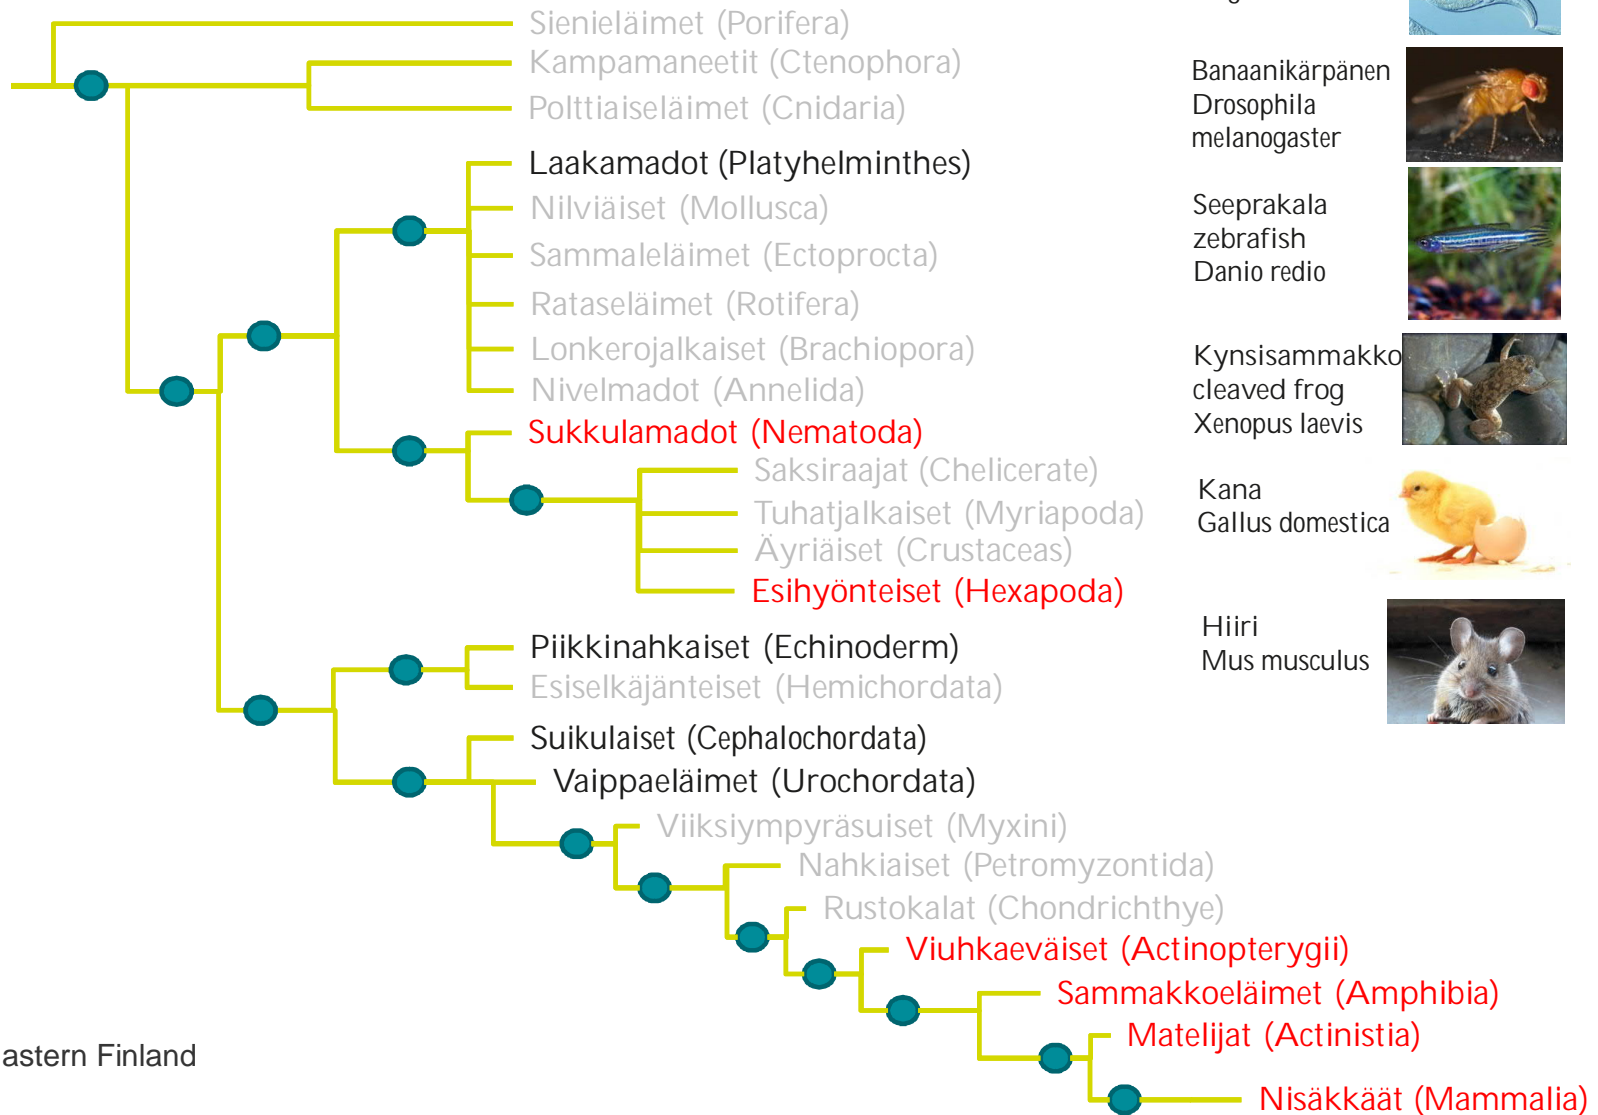 Sienieläimet (Porifera)
Kampamaneetit (Ctenophora)
Polttiaiseläimet (Cnidaria)
Laakamadot (Platyhelminthes)
Nilviäiset (Mollusca)
Sammaleläimet (Ectoprocta)
Rataseläimet (Rotifera)
Lonkerojalkaiset (Brachiopora)
Nivelmadot (Annelida)
Sukkulamadot (Nematoda)
Saksiraajat (Chelicerate)
Tuhatjalkaiset (Myriapoda)
Äyriäiset (Crustaceas)
Esihyönteiset (Hexapoda)
Piikkinahkaiset (Echinoderm)
Esiselkäjänteiset (Hemichordata)
Suikulaiset (Cephalochordata)
Vaippaeläimet (Urochordata)
Viiksiympyräsuiset (Myxini)
Nahkiaiset (Petromyzontida)
Rustokalat (Chondrichthye)
Viuhkaeväiset (Actinopterygii)
Sammakkoeläimet (Amphibia)
Matelijat (Actinistia)
Nisäkkäät (Mammalia)
astern Finland
Banaanikärpänen
Drosophila
melanogaster
Seeprakala
zebrafish
Danio redio
Kynsisammakko
cleaved frog
Xenopus laevis
Kana
Gallus domestica
Hiiri
Mus musculus